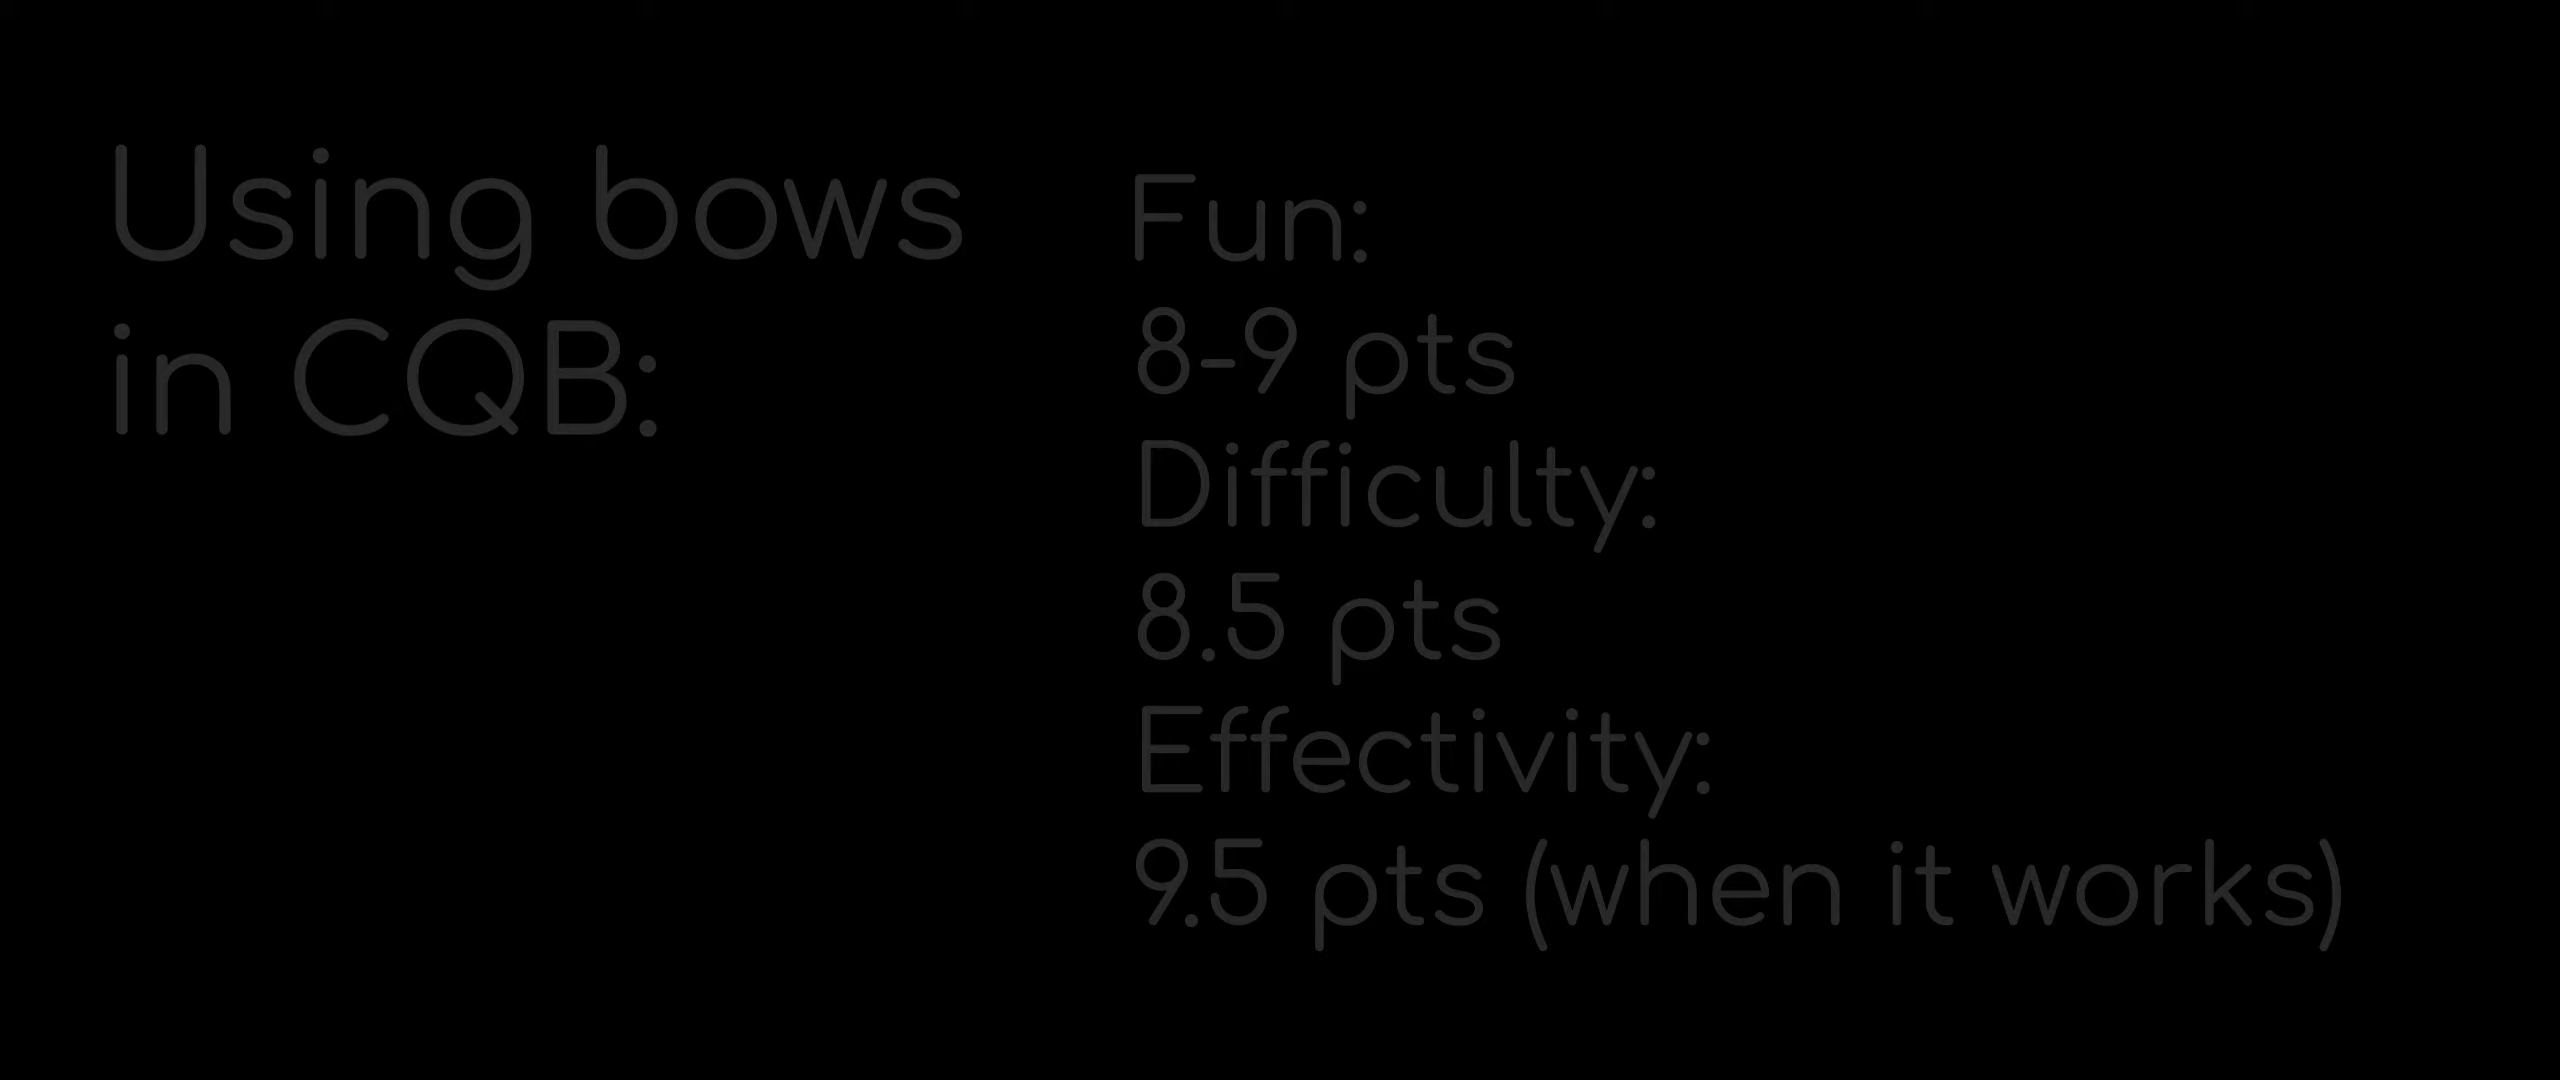 Using bows
in CQB:
Fun:
8-9 pts
Difficulty:
8.5 pts
Effectivity:
9.5 pts (when it works)